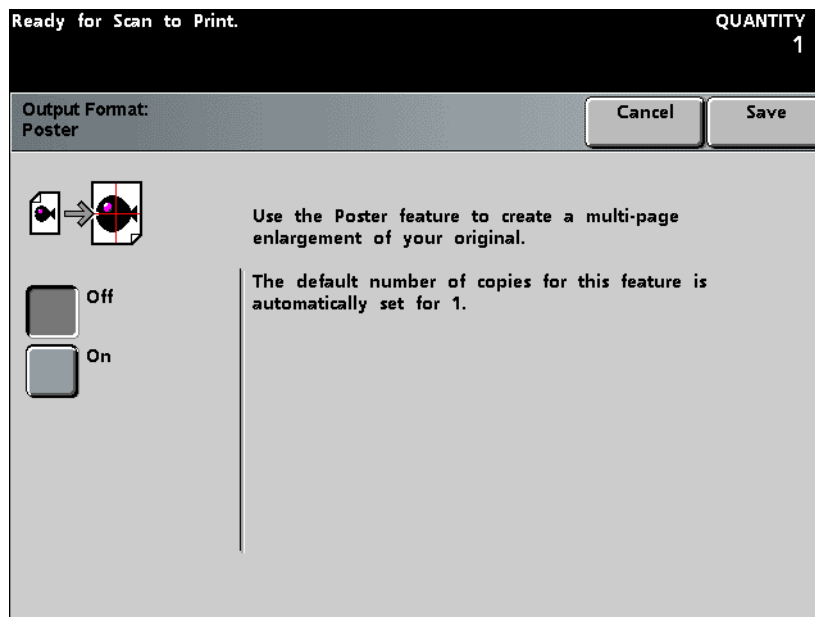 Ready for Scan to Print.
QUANTITY
1
Output Format:
Poster
Cancel
Save
Use the Poster feature to create a multi-page
enlargement of your original.
Off
The default number of copies for this feature is
automatically set for 1.
On